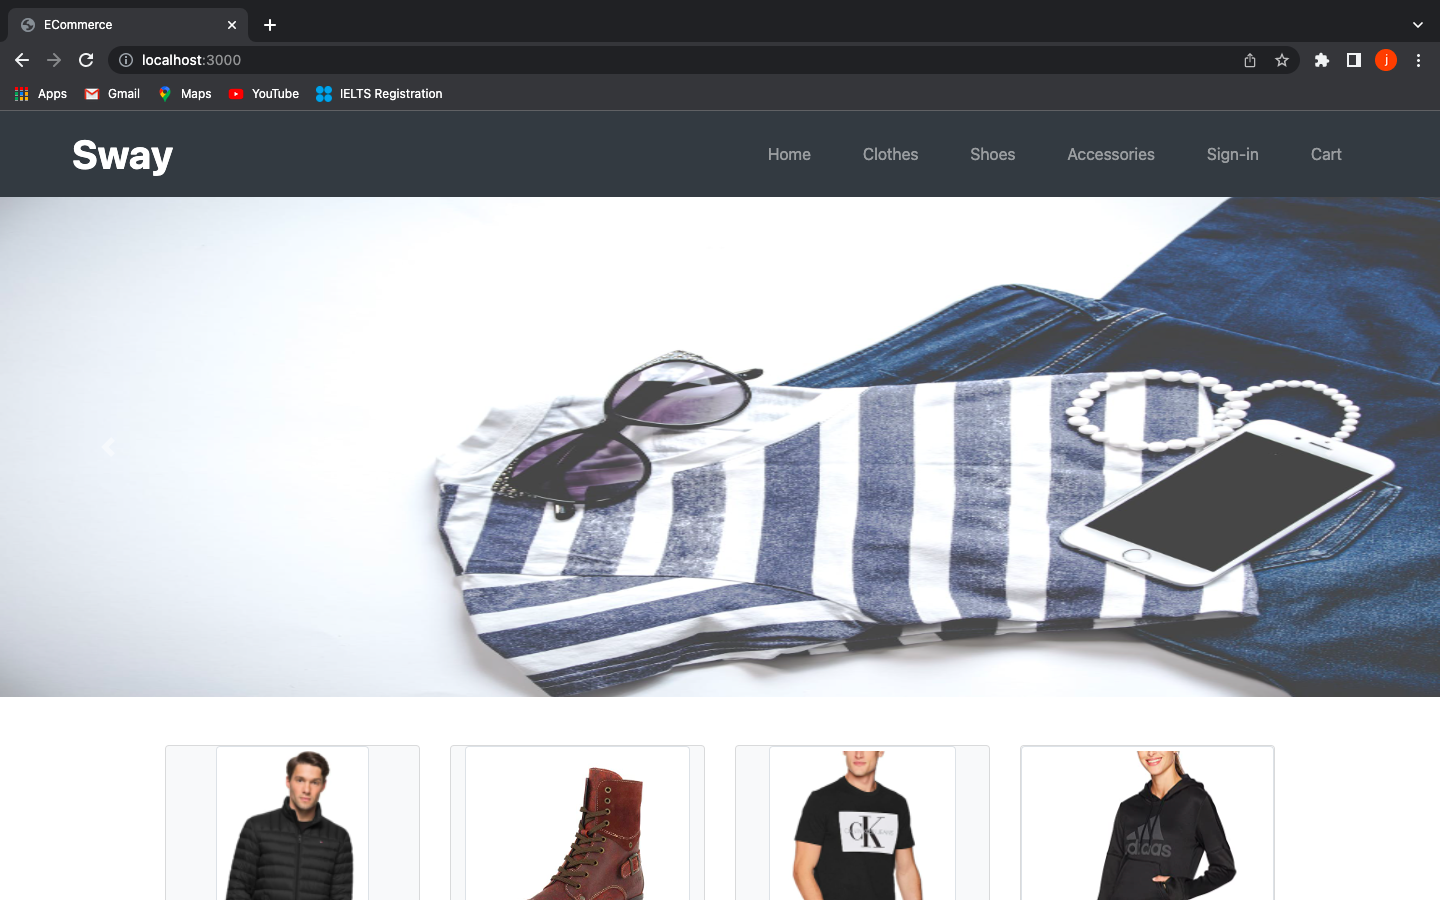 ECommerce
localhost:3000
j
Apps
Gmail
Maps
YouTube
IELTS Registration
Sway
Home
Clothes
Shoes
Accessories
Sign-in
Cart
CK
adidas